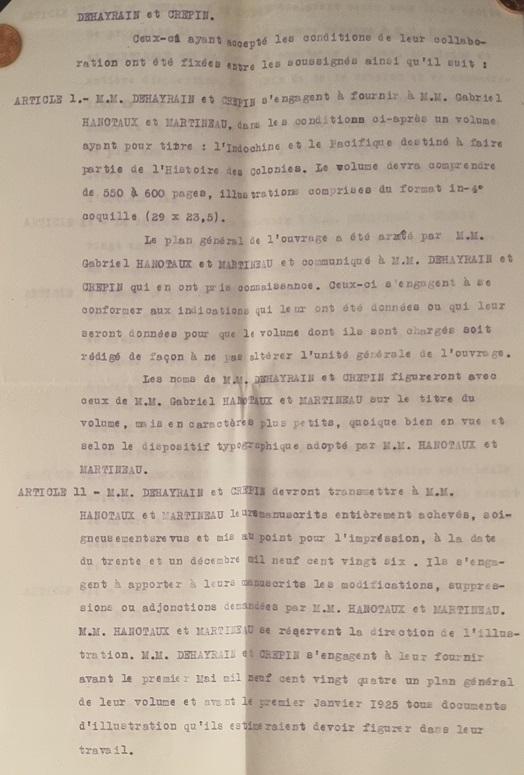 DEHAYRAIN et CREPIN.
Ceux-ci ayant accepté les conditions de leur collabo-
ration ont été fixées entre les soussignés ainsi qu'il suit :
ARTICLE 1.- M.M. DEHAYRAIN et CREPIN s'engagent à fournir à M.M. Gabriel
HANOTAUX et MARTINEAU, dans les conditions ci-après un volume
ayant pour titre : l'Indochine et le Pacifique destiné à faire
partie de l'Histoire des Colonies. Le volume devra comprendre
de 550 à 600 pages, illustrations comprises du format in-4°
coquille (29 x 23,5).
Le plan général de l'ouvrage a été arrêté par M.M.
Gabriel HANOTAUX et MARTINEAU et communiqué à M.M. DEHAYRAIN et
CREPIN qui en ont pris connaissance. Ceux-ci s'engagent à se
conformer aux indications qui leur ont été données ou qui leur
seront données pour que le volume dont ils sont chargés soit
rédigé de façon à ne pas altérer l'unité générale de l'ouvrage.
Les noms de M.M. DEHAYRAIN et CREPIN figureront avec
ceux de M.M. Gabriel HANOTAUX et MARTINEAU sur le titre du
volume, mais en caractères plus petits, quoique bien en vue et
selon le dispositif typographique adopté par M.M. HANOTAUX et
MARTINEAU.
ARTICLE 11 - M.M. DEHAYRAIN et CREPIN devront transmettre à M.M.
HANOTAUX et MARTINEAU leurs manuscrits entièrement achevés, soi-
gneusementsrevus et mis au point pour l'impréssion, à la date
du trente et un décembre mil neuf cent vingt six . Ils s'enga-
gent à apporter à leurs manuscrits les modifications, suppres-
sions ou adjonctions demandées par M.M. HANOTAUX et MARTINEAU.
M.M. HANOTAUX et MARTINEAU se réservent la direction de l'illus-
tration. M.M. DEHAYRAIN et CREPIN s'engagent à leur fournir
avant le premier Mai mil neuf cent vingt quatre un plan général
de leur volume et avant le premier Janvier 1925 tous documents
d'illustration qu'ils estimeraient devoir figurer dans leur
travail.